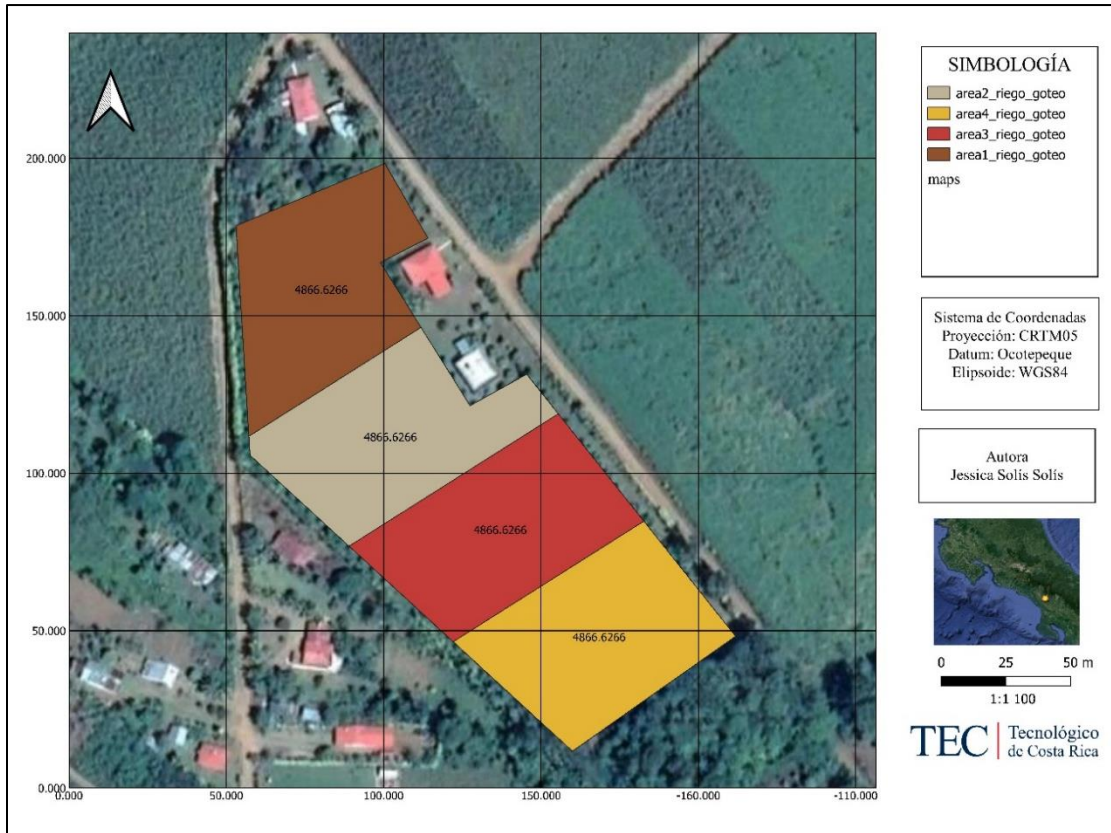 200.000
150.000
100.000
50.000
0.000
0.000
50.000
100.000
150.000
-160.000
-110.000
4866.6266
4866.6266
4866.6266
4866.6266
SIMBOLOGÍA
area2_riego_goteo
area4_riego_goteo
area3_riego_goteo
area1_riego_goteo
maps
Sistema de Coordenadas
Proyección: CRTM05
Datum: Ocotepeque
Elipsoide: WGS84
Autora
Jessica Solís Solís
0 25 50 m
1:1 100
TEC Tecnológico
de Costa Rica